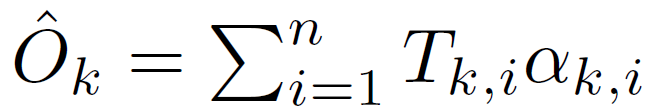 Ô_k = ∑_{i=1}^{n} T_{k,i} α_{k,i}